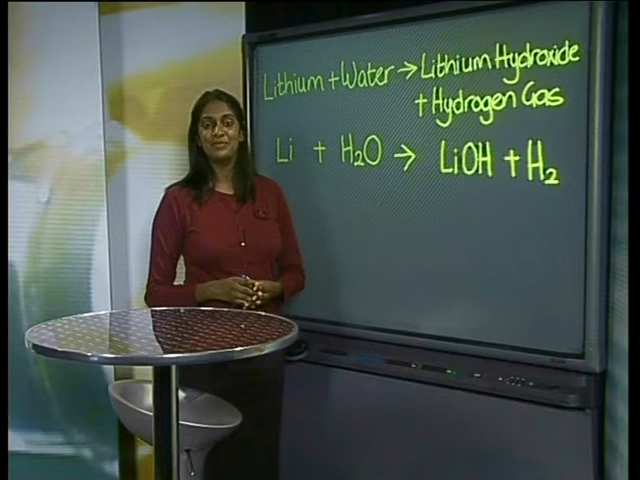 Lithium + Water → Lithium Hydroxide
+ Hydrogen Gas
Li + H₂O → LiOH + H₂